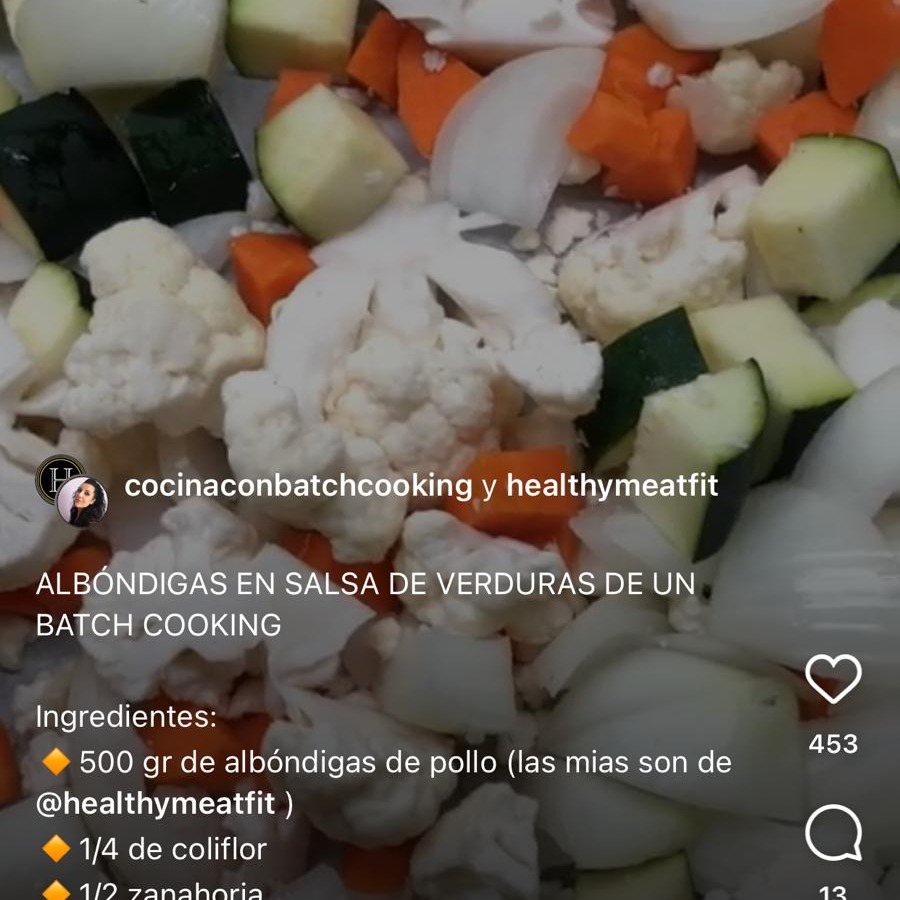 H
cocinaconbatchcooking y healthymeatfit
ALBÓNDIGAS EN SALSA DE VERDURAS DE UN
BATCH COOKING
Ingredientes:
🔶 500 gr de albóndigas de pollo (las mias son de
@healthymeatfit )
🔶 1/4 de coliflor
🔶 1/2 zanahoria
453
13